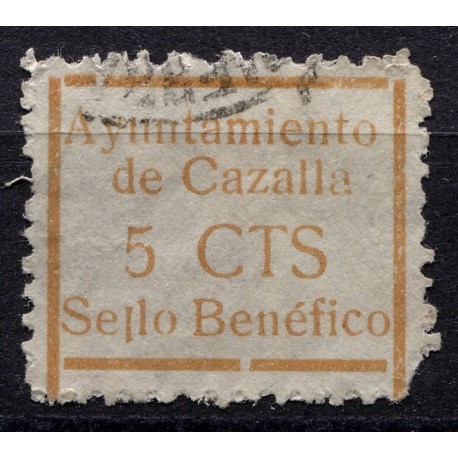 Ayuntamiento
de Cazalla
5 CTS
Sello Benéfico